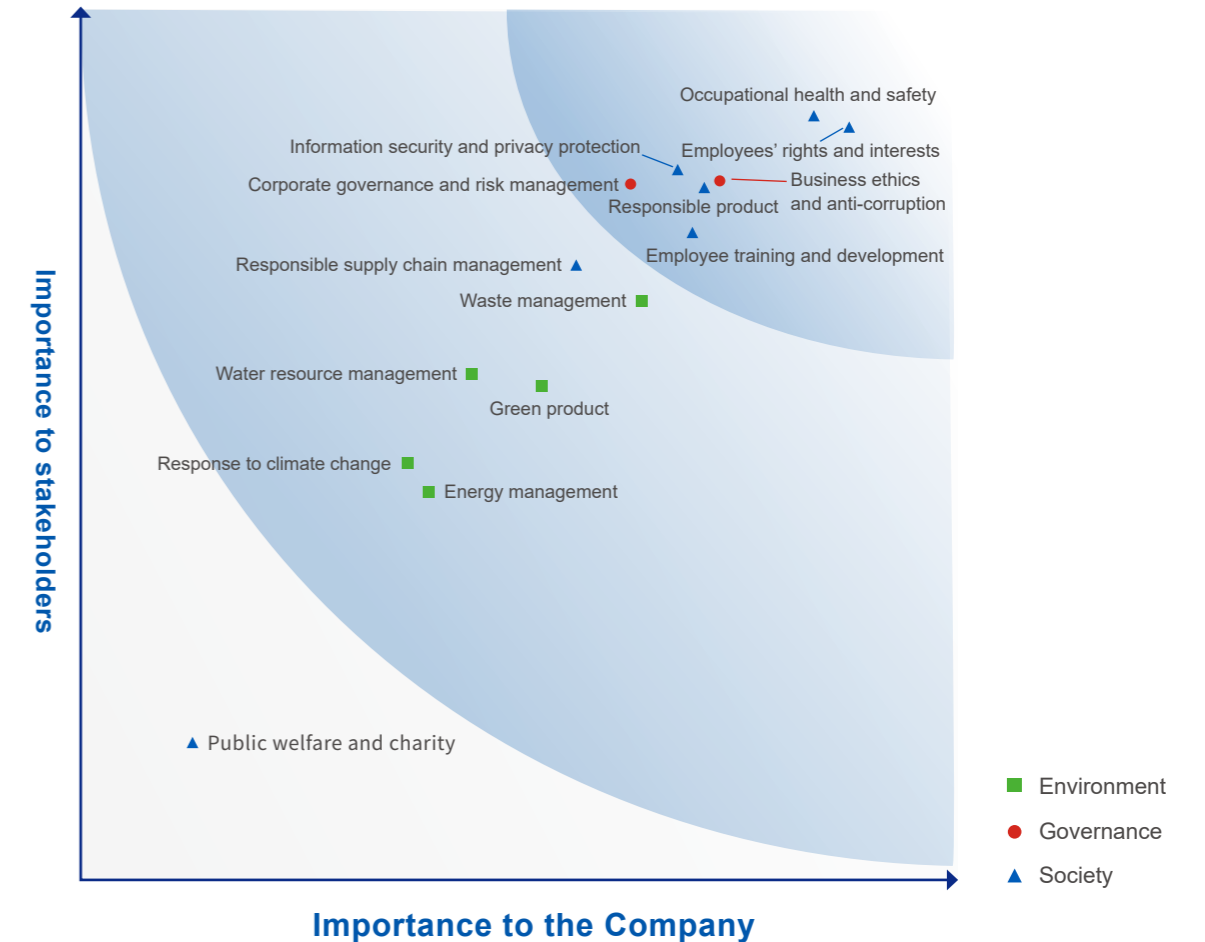 Occupational health and safety
Information security and privacy protection
Employees’ rights and interests
Corporate governance and risk management
Business ethics
and anti-corruption
Responsible product
Employee training and development
Responsible supply chain management
Waste management
Water resource management
Green product
Response to climate change
Energy management
Public welfare and charity
Importance to stakeholders
Importance to the Company
Environment
Governance
Society